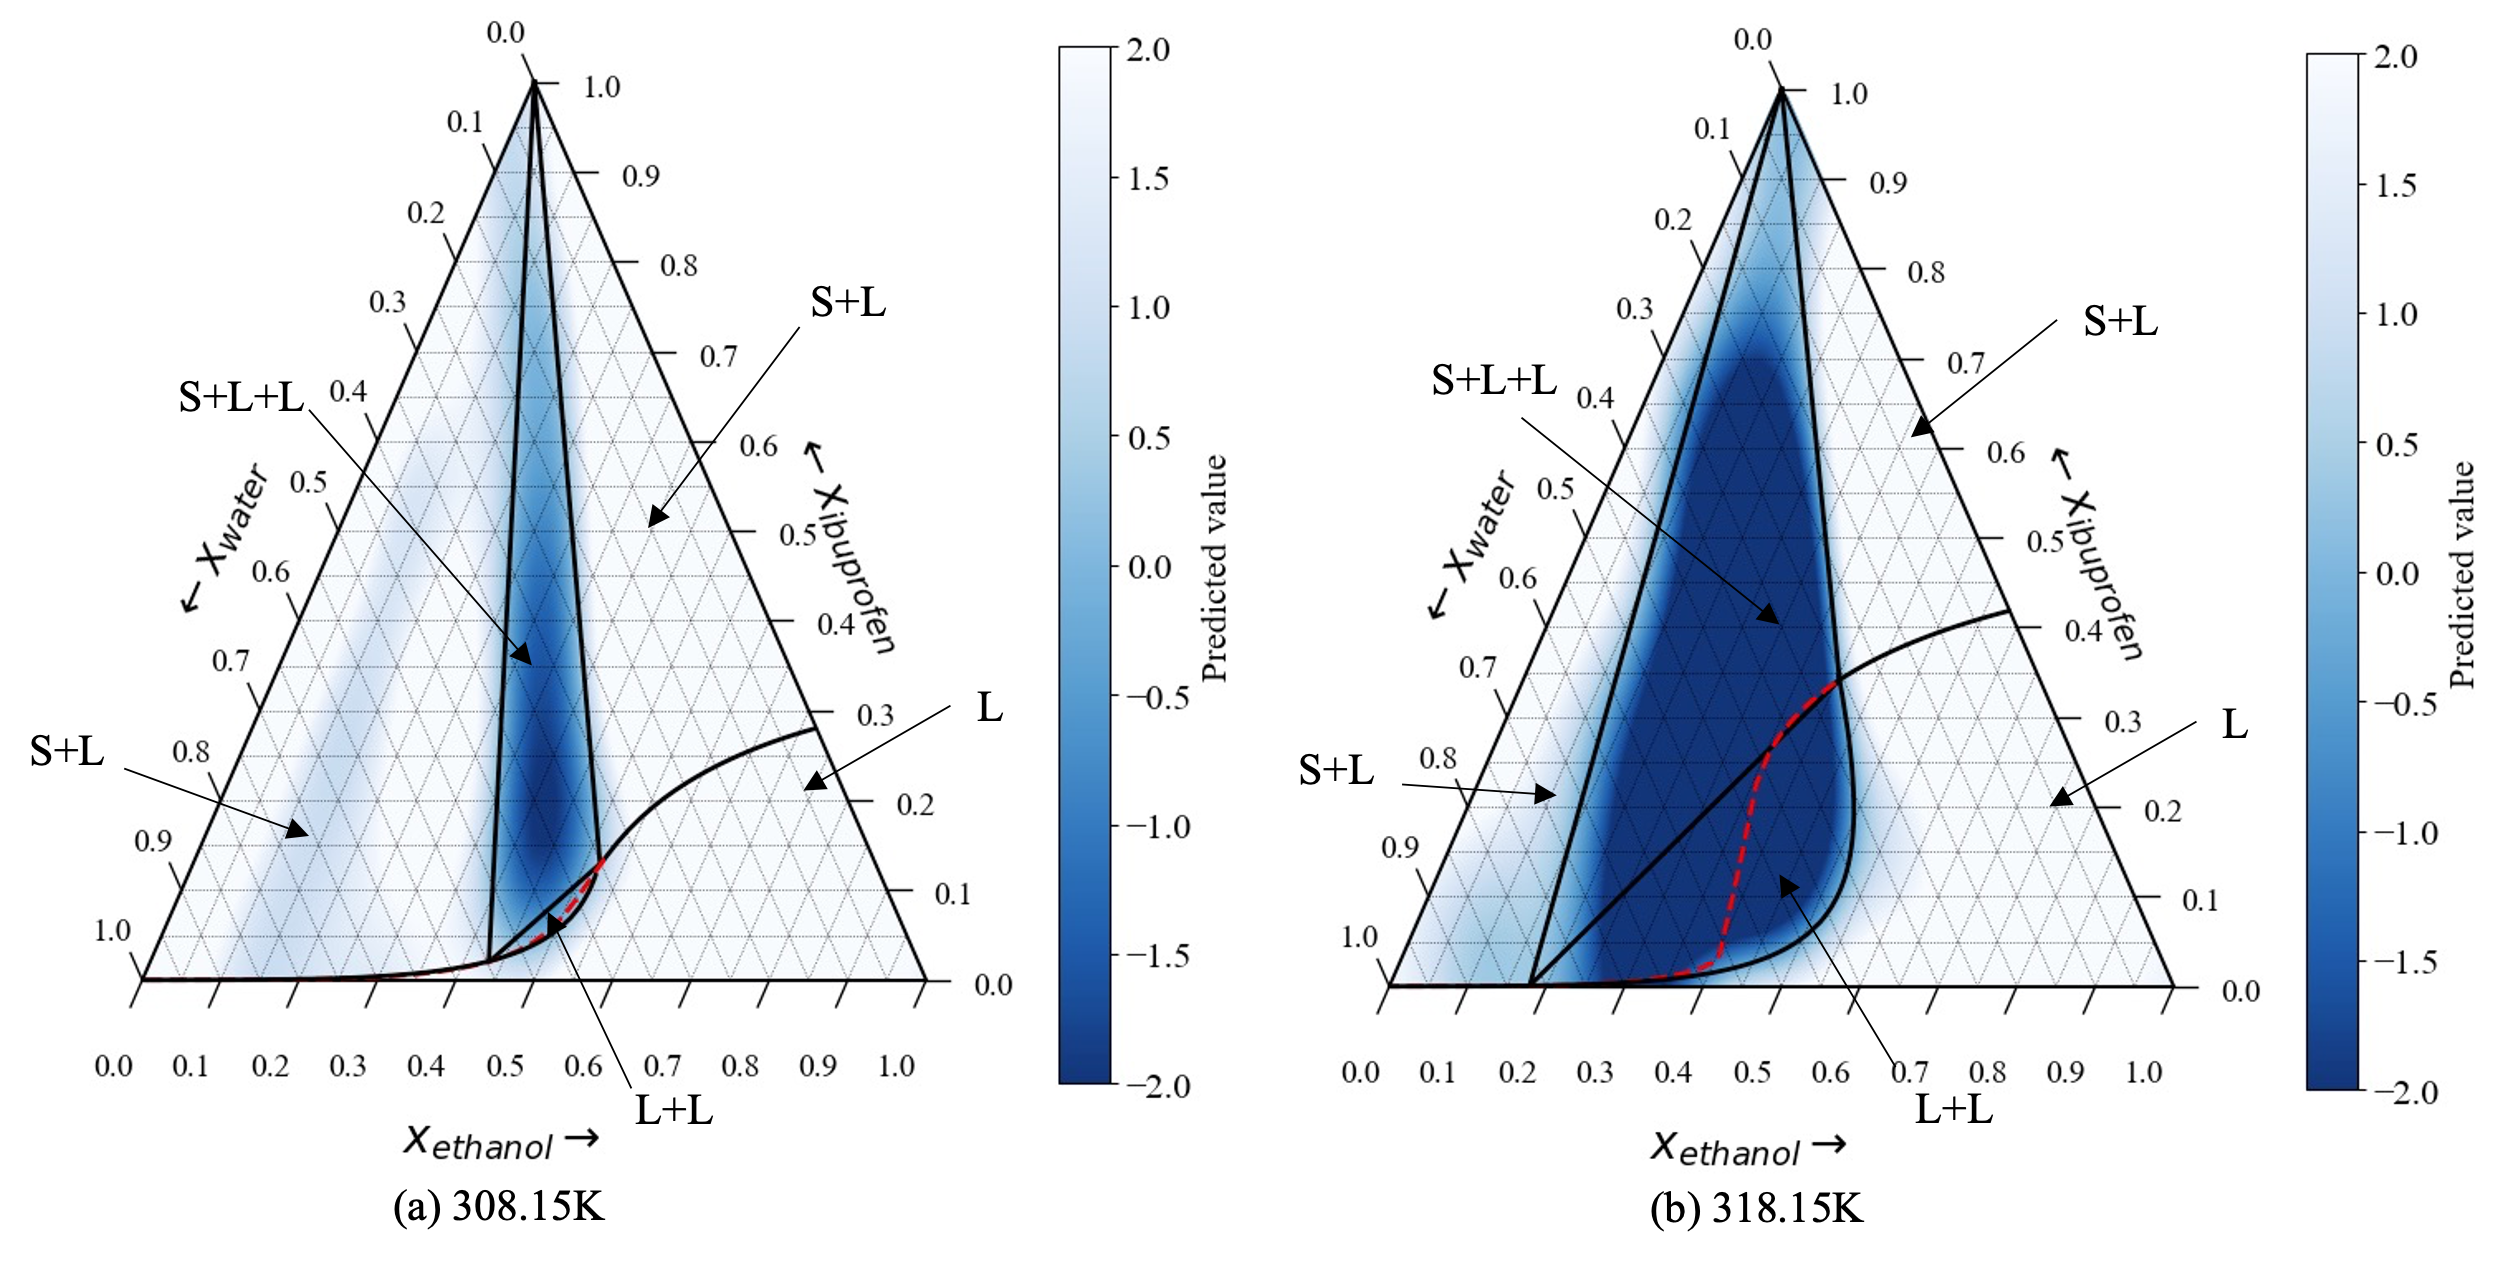 0.0
1.0
0.1
0.9
0.2
0.8
0.3
0.7
0.4
0.6
0.5
0.5
0.6
0.4
0.7
0.3
0.8
0.2
0.9
0.1
1.0
0.0
0.0 0.1 0.2 0.3 0.4 0.5 0.6 0.7 0.8 0.9 1.0
← Xwater
← Xibuprofen
Xethanol →
S+L
S+L+L
L
S+L
L+L
2.0
1.5
1.0
0.5
0.0
−0.5
−1.0
−1.5
−2.0
Predicted value
(a) 308.15K
0.0
1.0
0.1
0.9
0.2
0.8
0.3
0.7
0.4
0.6
0.5
0.5
0.6
0.4
0.7
0.3
0.8
0.2
0.9
0.1
1.0
0.0
0.0 0.1 0.2 0.3 0.4 0.5 0.6 0.7 0.8 0.9 1.0
← Xwater
← Xibuprofen
Xethanol →
S+L
S+L+L
L
S+L
L+L
2.0
1.5
1.0
0.5
0.0
−0.5
−1.0
−1.5
−2.0
Predicted value
(b) 318.15K